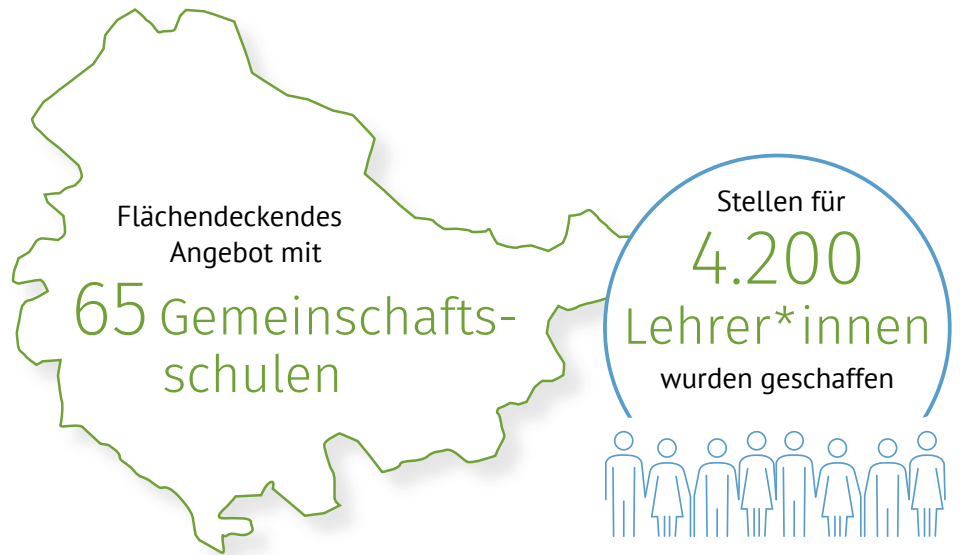 Flächendeckendes
Angebot mit
65 Gemeinschafts-
schulen
Stellen für
4.200
Lehrer*innen
wurden geschaffen